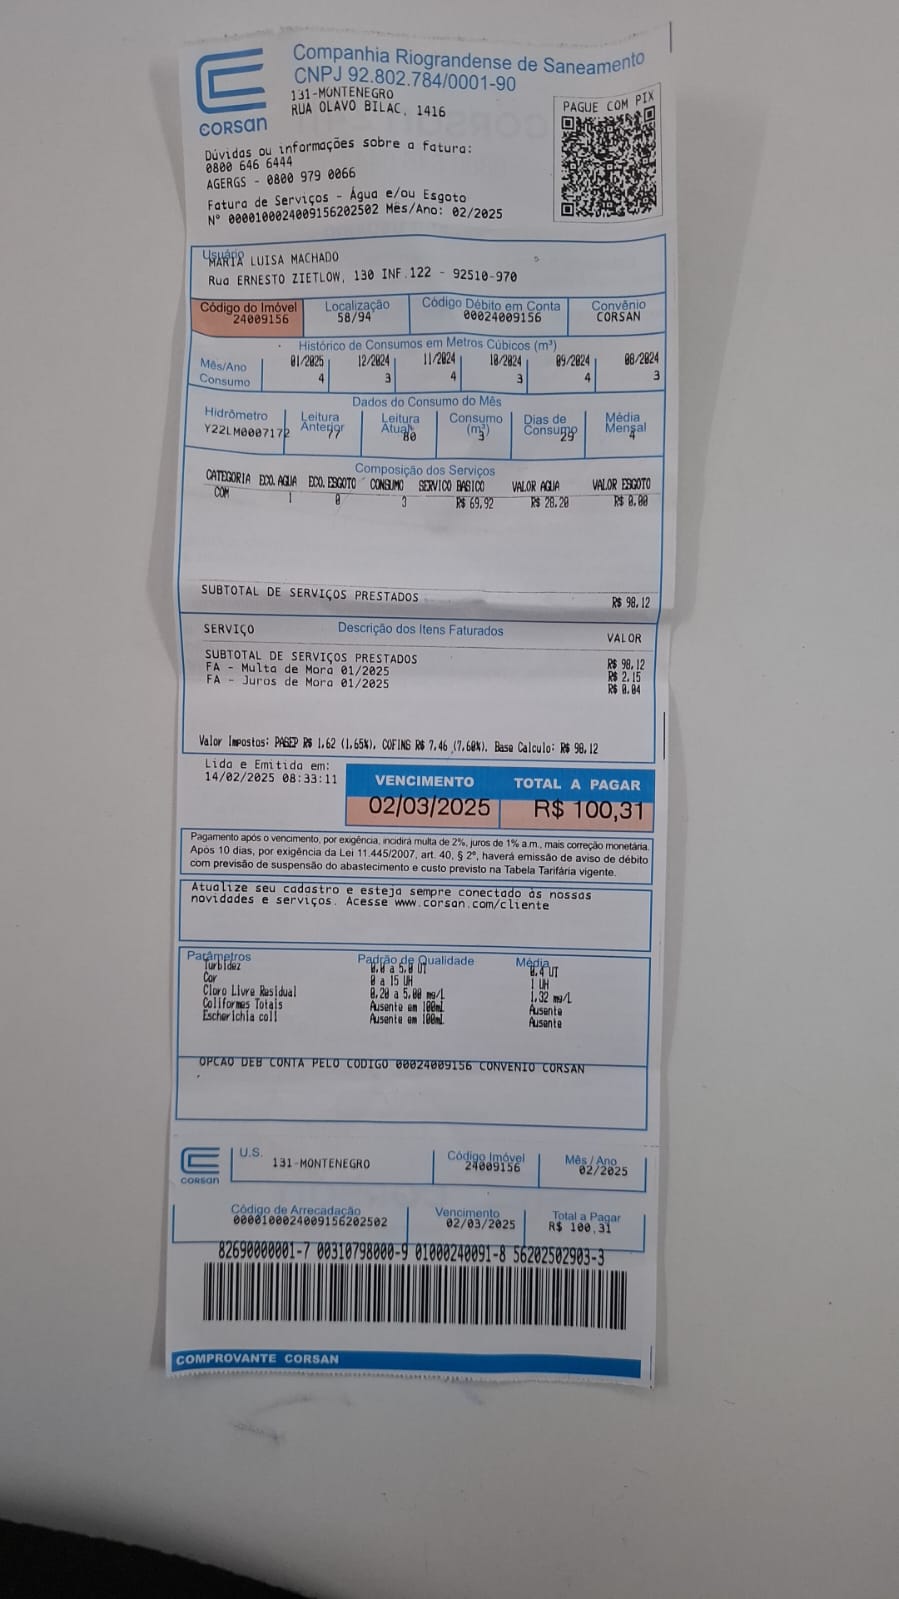 CORSAN
Companhia Riograndense de Saneamento
CNPJ 92.802.784/0001-90
131-MONTENEGRO
RUA OLAVO BILAC, 1416
PAGUE COM PIX
Dúvidas ou informações sobre a fatura:
0800 646 6444
AGERGS - 0800 979 0066
Fatura de Serviços - Água e/ou Esgoto
Nº 0000100024009156202502 Mês/Ano: 02/2025
Usuário
MARIA LUISA MACHADO
Rua ERNESTO ZIETLOW, 130 INF.122 - 92510-970
Código do Imóvel Localização Código Débito em Conta Convênio
24009156 58/94 00024009156 CORSAN
Histórico de Consumos em Metros Cúbicos (m³)
Mês/Ano 01/2025 12/2024 11/2024 10/2024 09/2024 08/2024
Consumo 4 3 4 3 4 3
Dados do Consumo do Mês
Hidrômetro Leitura Anterior Leitura Atual Consumo (m³) Dias de Consumo Média Mensal
Y22LM0007172 77 80 3 29 4
Composição dos Serviços
CATEGORIA ECO. AGUA ECO. ESGOTO CONSUMO SERVICO BASICO VALOR AGUA VALOR ESGOTO
COM 1 0 3 R$ 69,92 R$ 28,20 R$ 0,00
SUBTOTAL DE SERVIÇOS PRESTADOS R$ 98,12
SERVIÇO Descrição dos Itens Faturados VALOR
SUBTOTAL DE SERVIÇOS PRESTADOS R$ 98,12
FA - Multa de Mora 01/2025 R$ 2,15
FA - Juros de Mora 01/2025 R$ 0,04
Valor Impostos: PASEP R$ 1,62 (1,65%), COFINS R$ 7,46 (7,60%). Base Calculo: R$ 98,12
Lida e Emitida em:
14/02/2025 08:33:11
VENCIMENTO TOTAL A PAGAR
02/03/2025 R$ 100,31
Pagamento após o vencimento, por exigência, incidirá multa de 2%, juros de 1% a.m., mais correção monetária.
Após 10 dias, por exigência da Lei 11.445/2007, art. 40, § 2º, haverá emissão de aviso de débito
com previsão de suspensão do abastecimento e custo previsto na Tabela Tarifária vigente.
Atualize seu cadastro e esteja sempre conectado às nossas
novidades e serviços. Acesse www.corsan.com/cliente
Parâmetros Padrão de Qualidade Média
Turbidez 0,0 a 5,0 UT 0,4 UT
Cor 0 a 15 UH 1 UH
Cloro Livre Residual 0,20 a 5,00 mg/L 1,32 mg/L
Coliformes Totais Ausente em 100mL Ausente
Escherichia coli Ausente em 100mL Ausente
OPCAO DEB CONTA PELO CODIGO 00024009156 CONVENIO CORSAN
CORSAN
U.S. Código Imóvel Mês / Ano
131-MONTENEGRO 24009156 02/2025
Código de Arrecadação Vencimento Total a Pagar
0000100024009156202502 02/03/2025 R$ 100,31
82690000001-7 00310798000-9 01000240091-8 56202502903-3
COMPROVANTE CORSAN